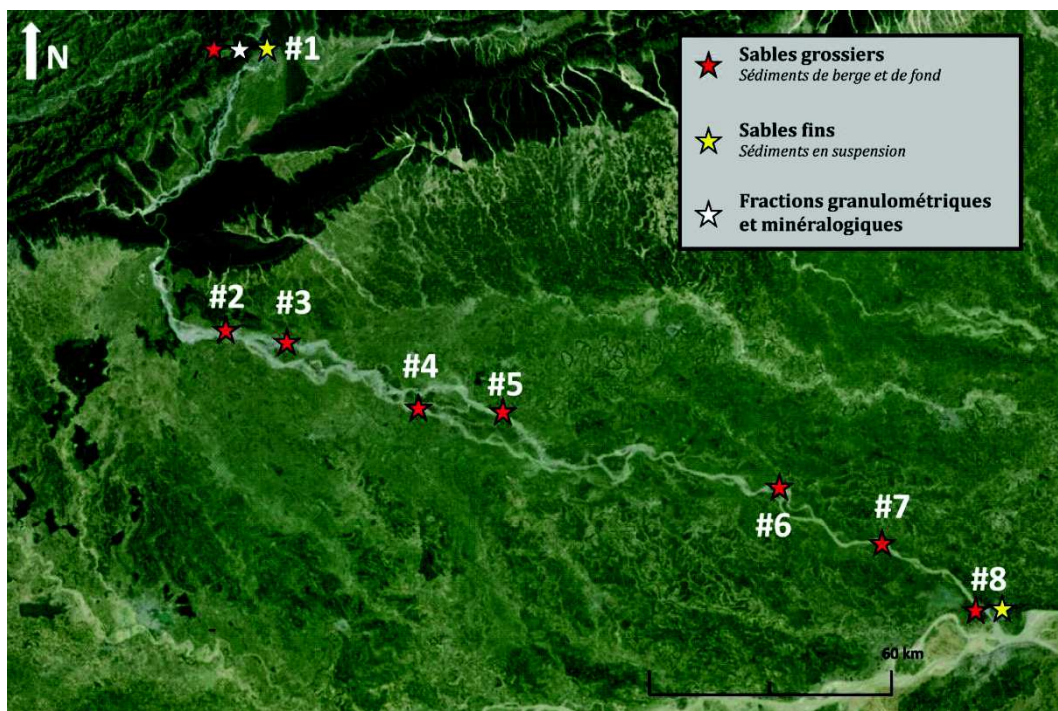 N
#1
Sables grossiers
Sédiments de berge et de fond
Sables fins
Sédiments en suspension
Fractions granulométriques
et minéralogiques
#2
#3
#4
#5
#6
#7
#8
60 km